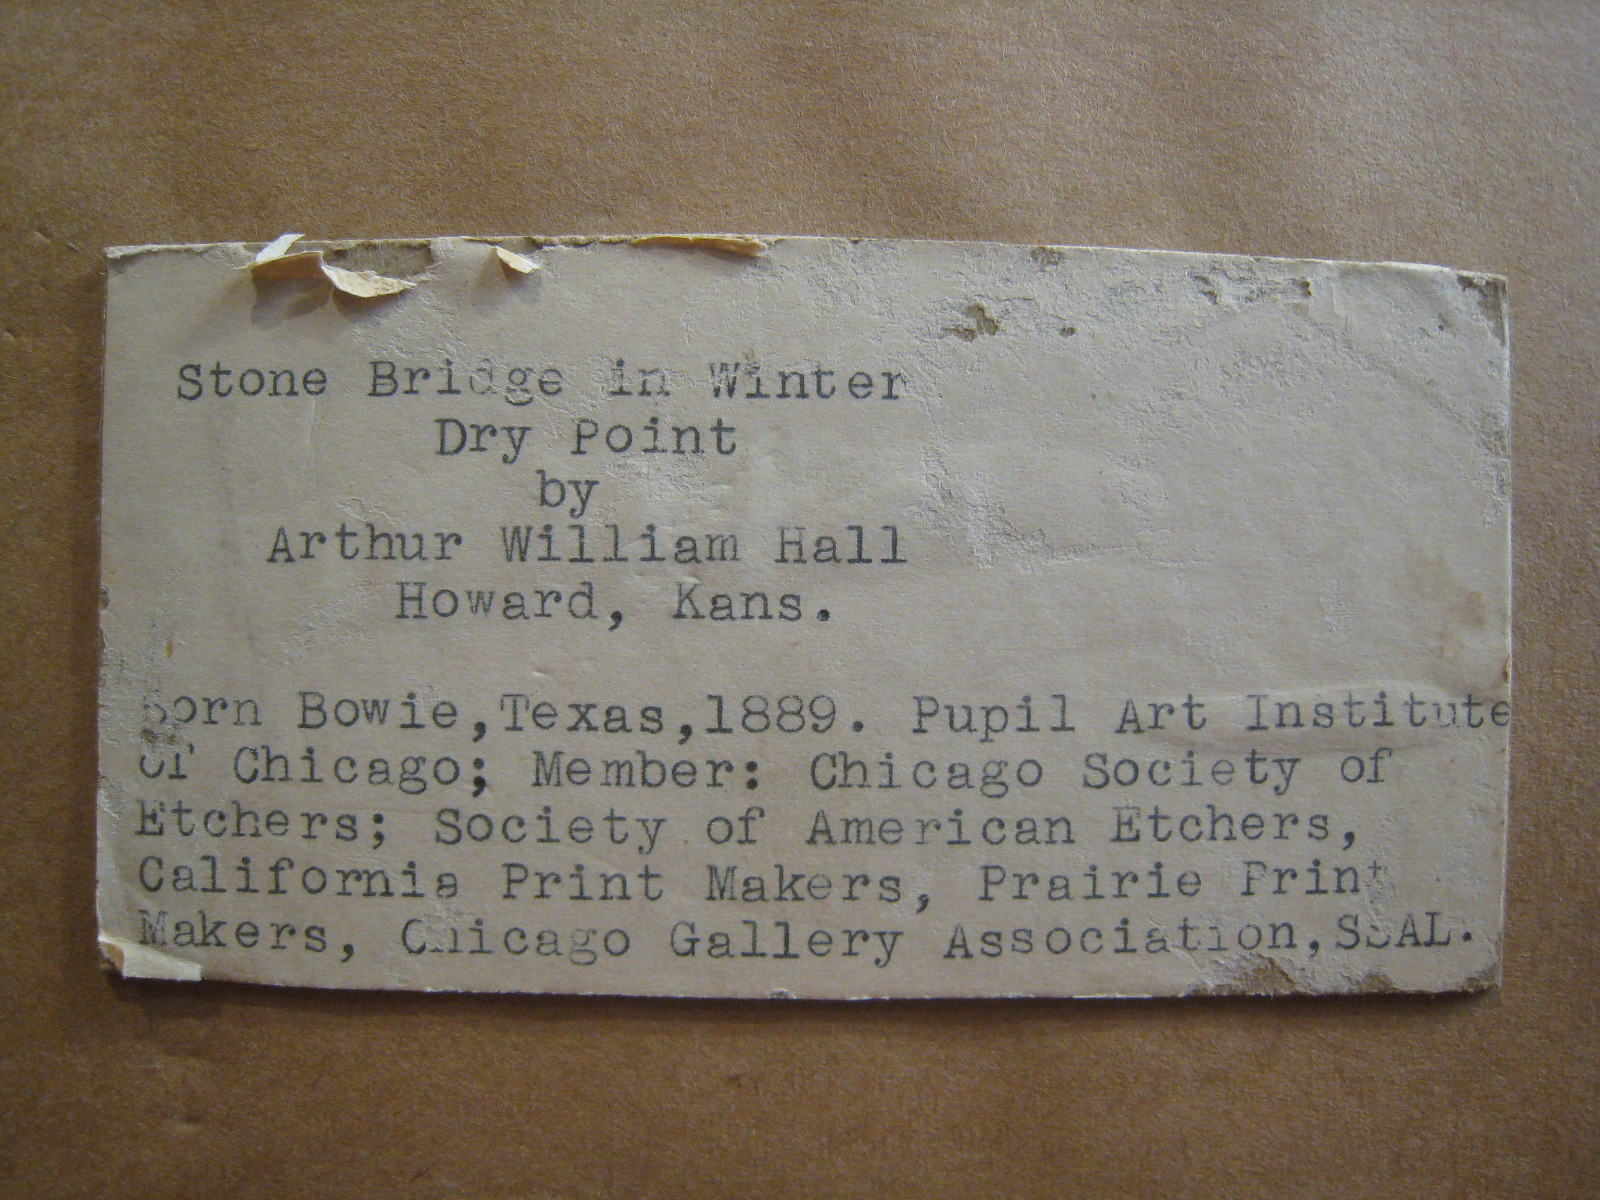 Stone Bridge in Winter
Dry Point
by
Arthur William Hall
Howard, Kans.
Born Bowie,Texas,1889. Pupil Art Institute
of Chicago; Member: Chicago Society of
Etchers; Society of American Etchers,
California Print Makers, Prairie Print
Makers, Chicago Gallery Association,SSAL.